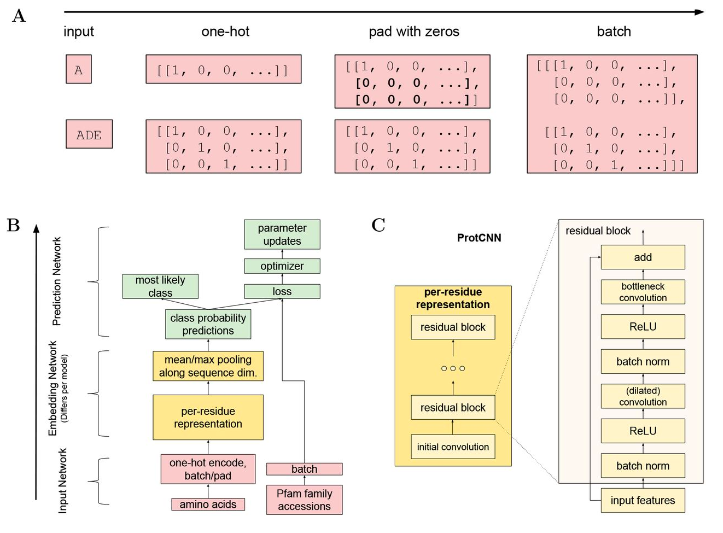 A
input
one-hot
pad with zeros
batch
A
[[1, 0, 0, ...]]
[[1, 0, 0, ...],
[0, 0, 0, ...],
[0, 0, 0, ...]]
[[[1, 0, 0, ...],
[0, 0, 0, ...],
[0, 0, 0, ...]],
ADE
[[1, 0, 0, ...],
[0, 1, 0, ...],
[0, 0, 1, ...]]
[[1, 0, 0, ...],
[0, 1, 0, ...],
[0, 0, 1, ...]]
[[1, 0, 0, ...],
[0, 1, 0, ...],
[0, 0, 1, ...]]]
B
Prediction Network
Embedding Network
(Differs per model)
Input Network
parameter
updates
optimizer
loss
most likely
class
class probability
predictions
mean/max pooling
along sequence dim.
per-residue
representation
one-hot encode,
batch/pad
amino acids
batch
Pfam family
accessions
C
ProtCNN
per-residue
representation
residual block
residual block
initial convolution
residual block
add
bottleneck
convolution
ReLU
batch norm
(dilated)
convolution
ReLU
batch norm
input features